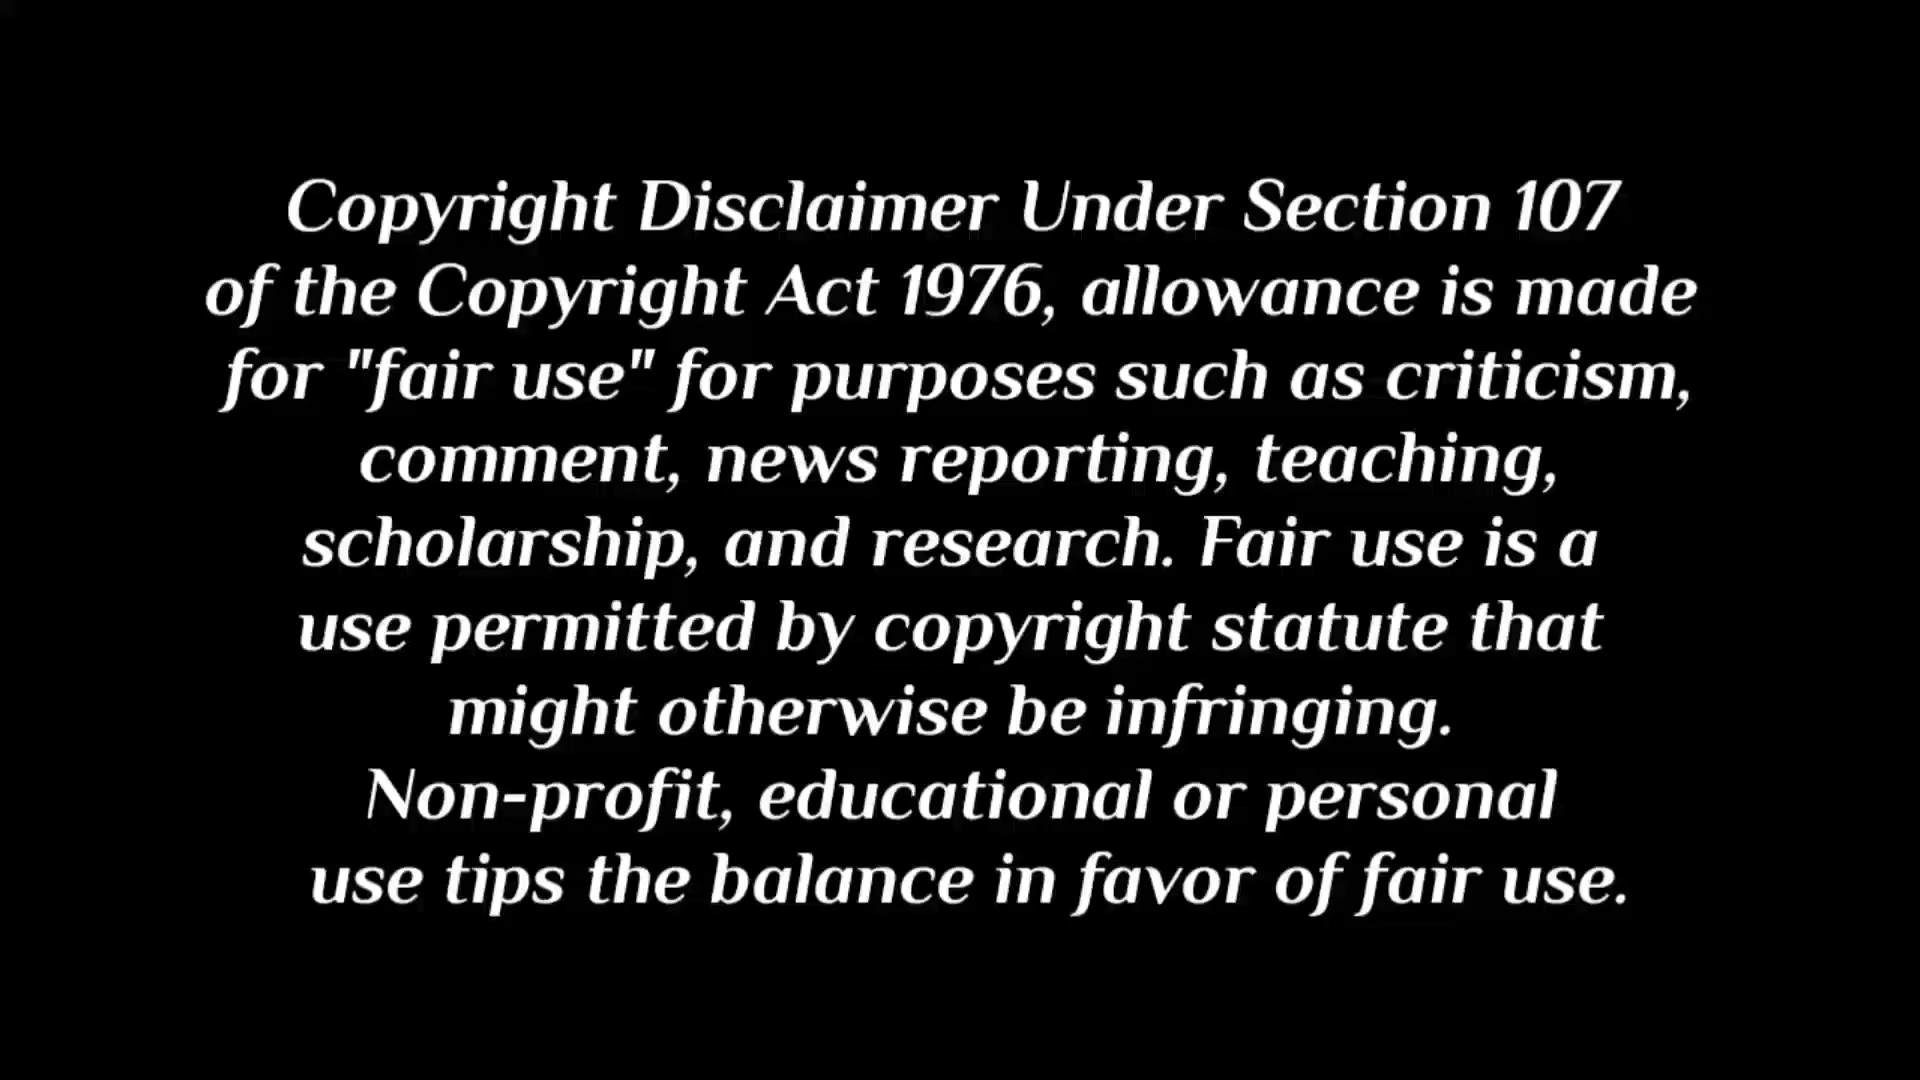 Copyright Disclaimer Under Section 107
of the Copyright Act 1976, allowance is made
for "fair use" for purposes such as criticism,
comment, news reporting, teaching,
scholarship, and research. Fair use is a
use permitted by copyright statute that
might otherwise be infringing.
Non-profit, educational or personal
use tips the balance in favor of fair use.